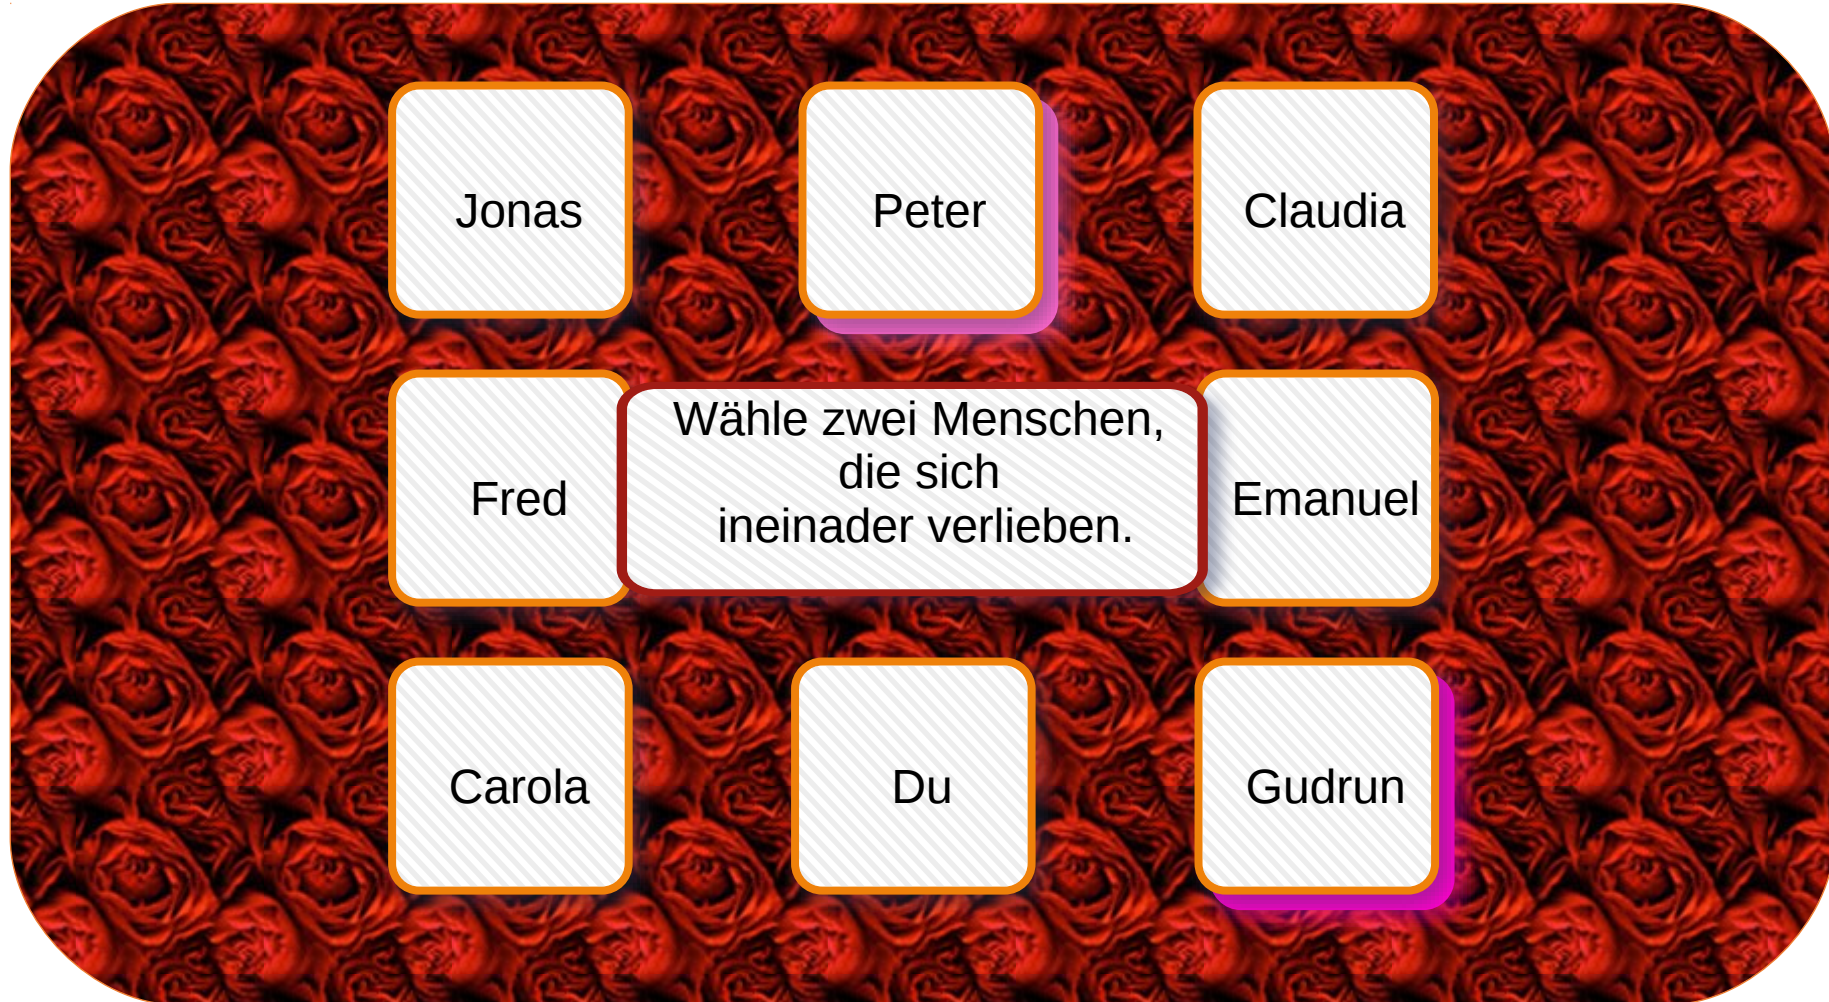 Jonas
Peter
Claudia
Fred
Wähle zwei Menschen,
die sich
ineinader verlieben.
Emanuel
Carola
Du
Gudrun